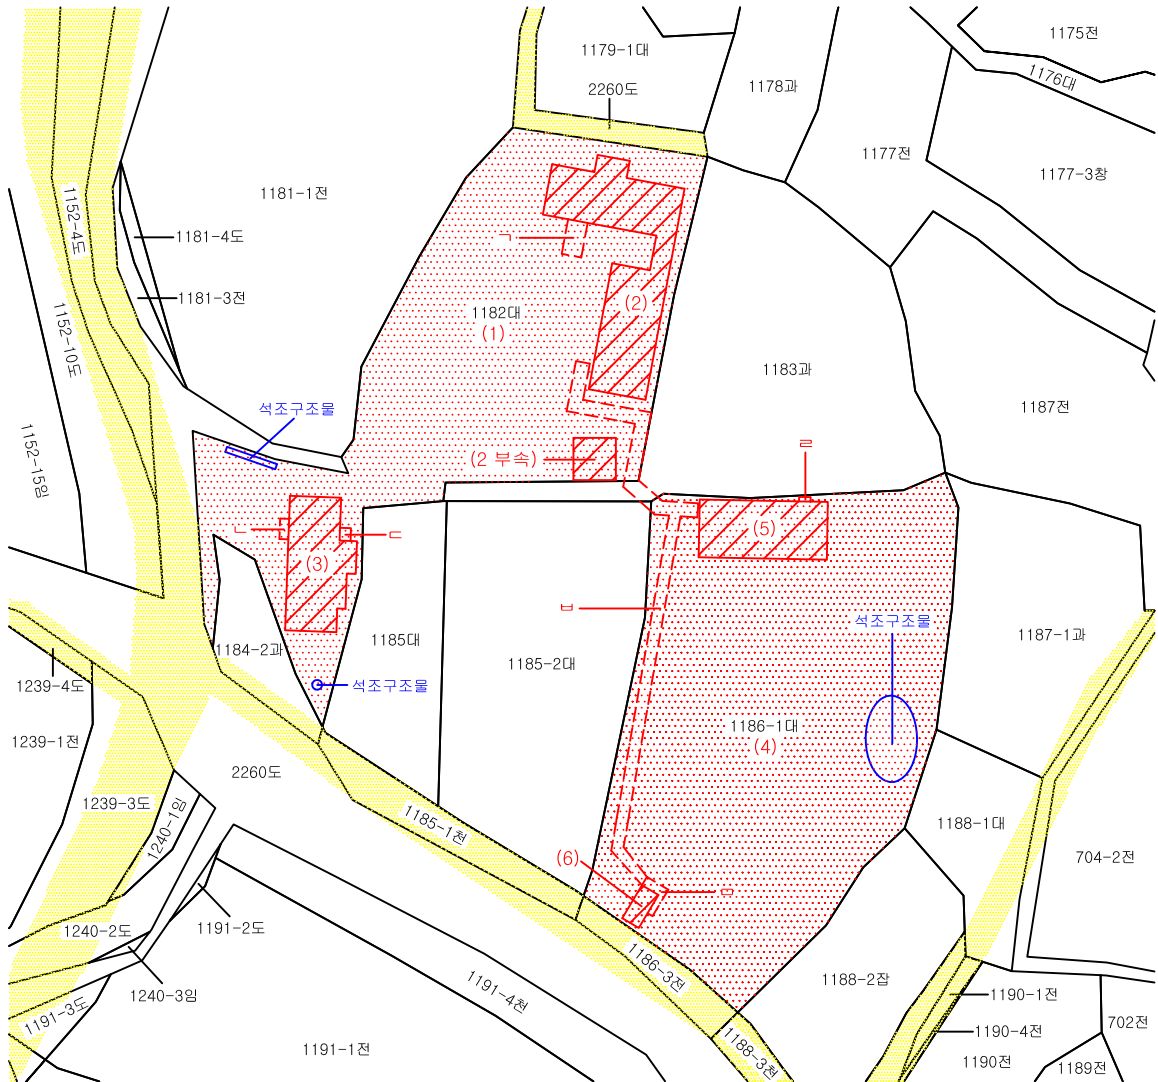 1175전
1179-1대
1176대
1178과
2260도
1177전
1177-3창
1181-1전
1152-4도
1181-4도
ㄱ
1181-3전
(2)
1182대
(1)
1152-10도
1183과
석조구조물
1187전
ㄹ
1152-15임
(2 부속)
ㄴ
ㄷ
(5)
(3)
ㅂ
석조구조물
1187-1과
1185대
1184-2과
1185-2대
1239-4도
석조구조물
1186-1대
(4)
1239-1전
2260도
1239-3도
1240-1임
1185-1천
1188-1대
(6)
704-2전
ㅁ
1240-2도
1191-2도
1186-3전
1188-2잡
1240-3임
1191-4천
1190-1전
1191-3도
1190-4전
702전
1191-1전
1188-3천
1190전
1189전